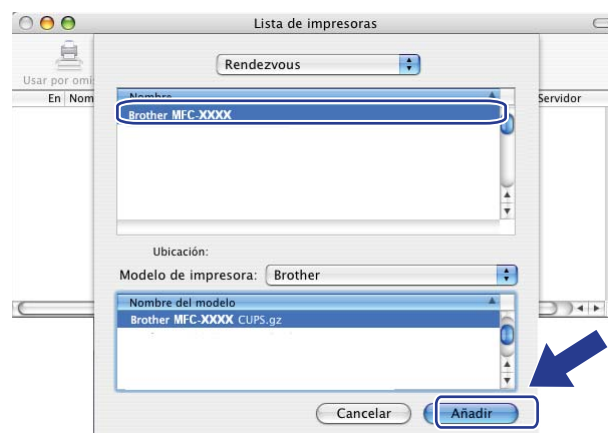 Lista de impresoras
Rendezvous
Usar por omi
En Nom
Nombre
Servidor
Brother MFC-XXXX
Ubicación:
Modelo de impresora: Brother
Nombre del modelo
Brother MFC-XXXX CUPS.gz
Cancelar
Añadir